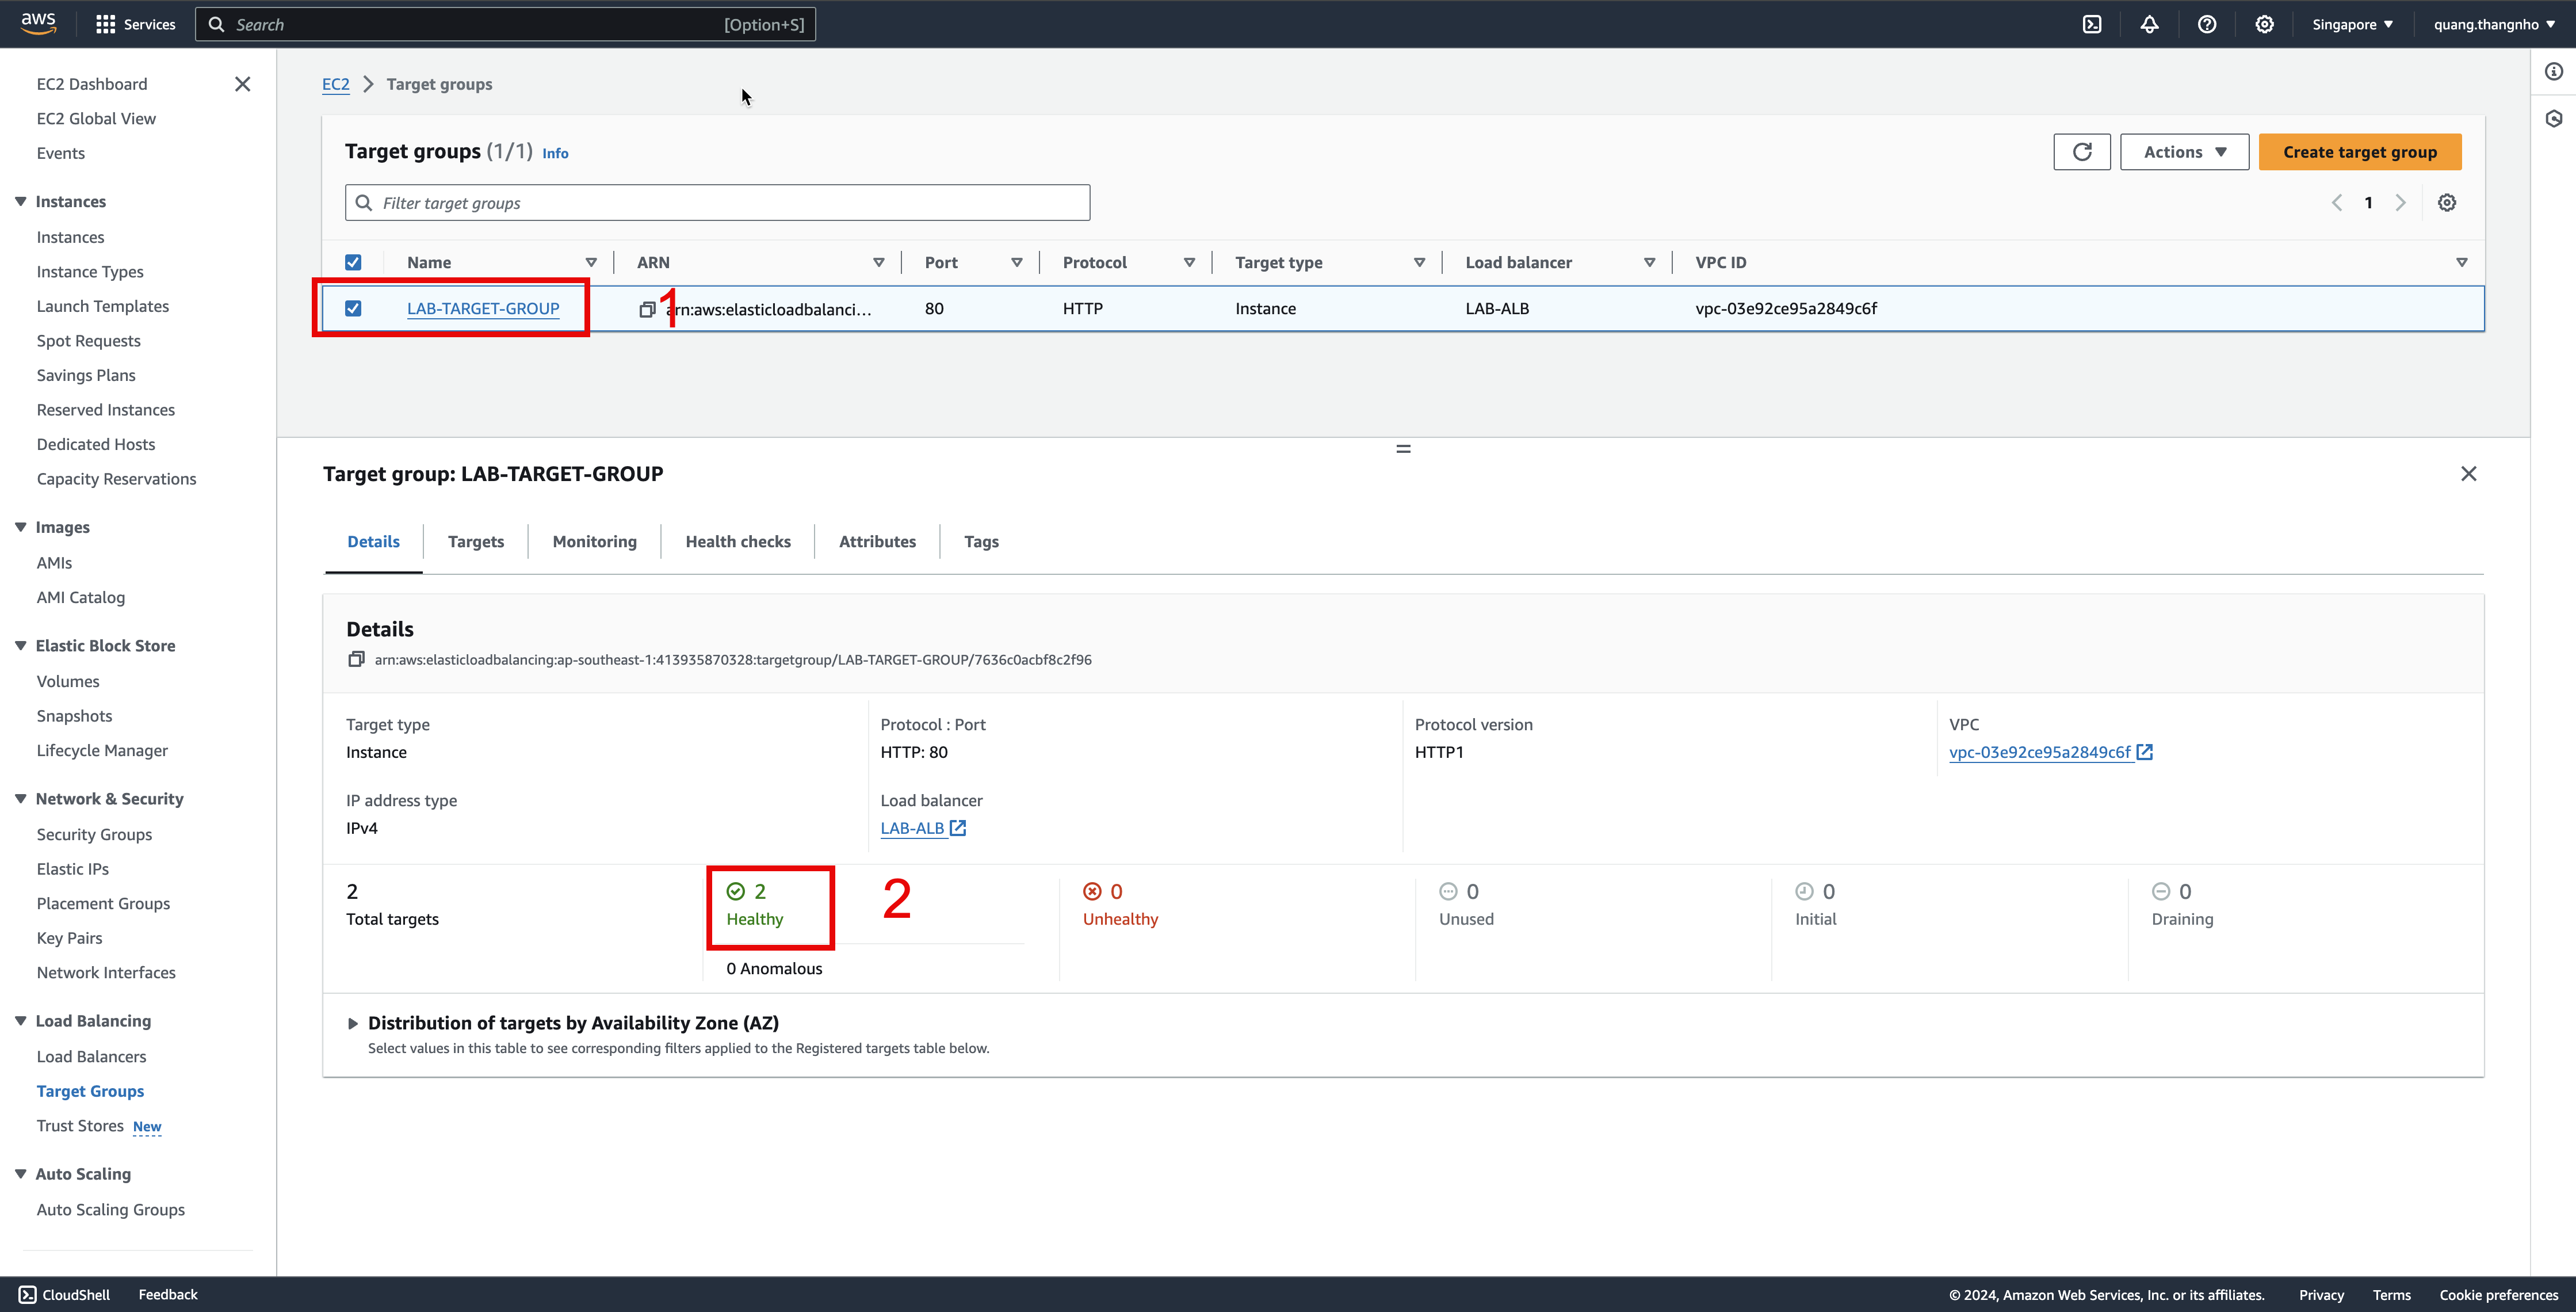 aws
Services
Search
[Option+S]
Singapore
quang.thangnho
EC2 Dashboard
EC2 Global View
Events
Instances
Instances
Instance Types
Launch Templates
Spot Requests
Savings Plans
Reserved Instances
Dedicated Hosts
Capacity Reservations
Images
AMIs
AMI Catalog
Elastic Block Store
Volumes
Snapshots
Lifecycle Manager
Network & Security
Security Groups
Elastic IPs
Placement Groups
Key Pairs
Network Interfaces
Load Balancing
Load Balancers
Target Groups
Trust Stores New
Auto Scaling
Auto Scaling Groups
EC2 > Target groups
Target groups (1/1) Info
Actions
Create target group
Filter target groups
1
Name ARN Port Protocol Target type Load balancer VPC ID
LAB-TARGET-GROUP arn:aws:elasticloadbalanci... 80 HTTP Instance LAB-ALB vpc-03e92ce95a2849c6f
1
Target group: LAB-TARGET-GROUP
Details Targets Monitoring Health checks Attributes Tags
Details
arn:aws:elasticloadbalancing:ap-southeast-1:413935870328:targetgroup/LAB-TARGET-GROUP/7636c0acbf8c2f96
Target type Protocol : Port Protocol version VPC
Instance HTTP: 80 HTTP1 vpc-03e92ce95a2849c6f
IP address type Load balancer
IPv4 LAB-ALB
2 2 2 0 0 0 0
Total targets Healthy Unhealthy Unused Initial Draining
0 Anomalous
Distribution of targets by Availability Zone (AZ)
Select values in this table to see corresponding filters applied to the Registered targets table below.
CloudShell Feedback © 2024, Amazon Web Services, Inc. or its affiliates. Privacy Terms Cookie preferences